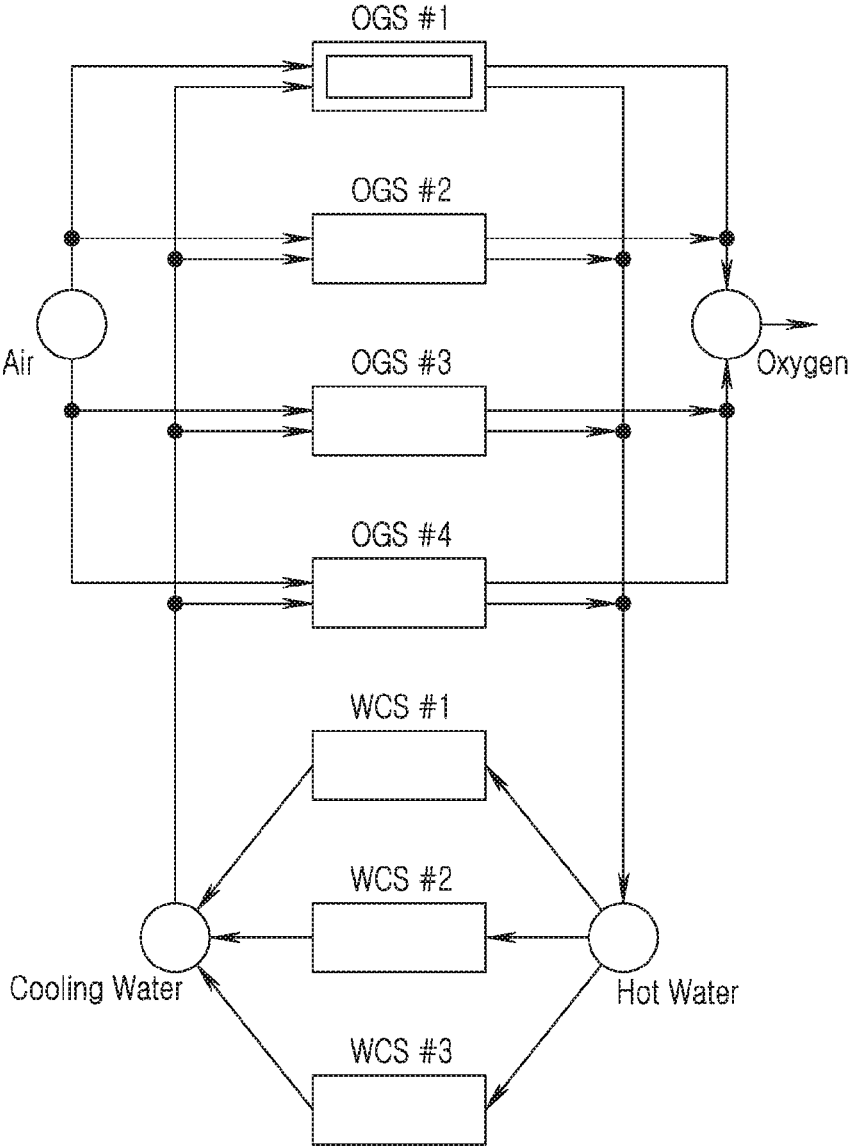 OGS #1
OGS #2
Air
Oxygen
OGS #3
OGS #4
WCS #1
WCS #2
Cooling Water
Hot Water
WCS #3